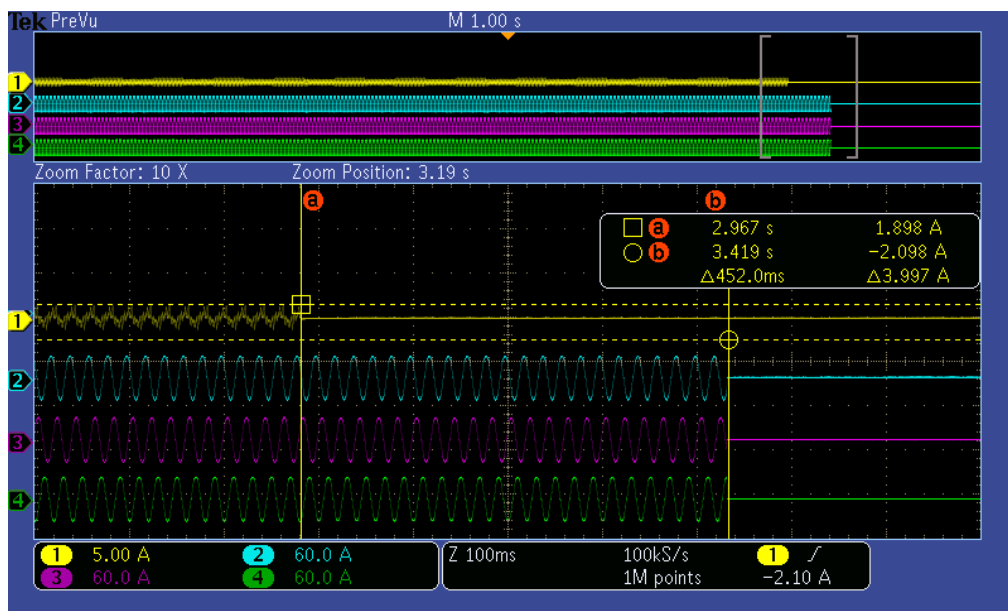 Tek PreVu M 1.00 s
1
2
3
4
Zoom Factor: 10 X Zoom Position: 3.19 s
a b
a 2.967 s 1.898 A
b 3.419 s -2.098 A
△452.0ms △3.997 A
1
2
3
4
1 5.00 A 2 60.0 A Z 100ms 100kS/s 1 ∫
3 60.0 A 4 60.0 A 1M points -2.10 A